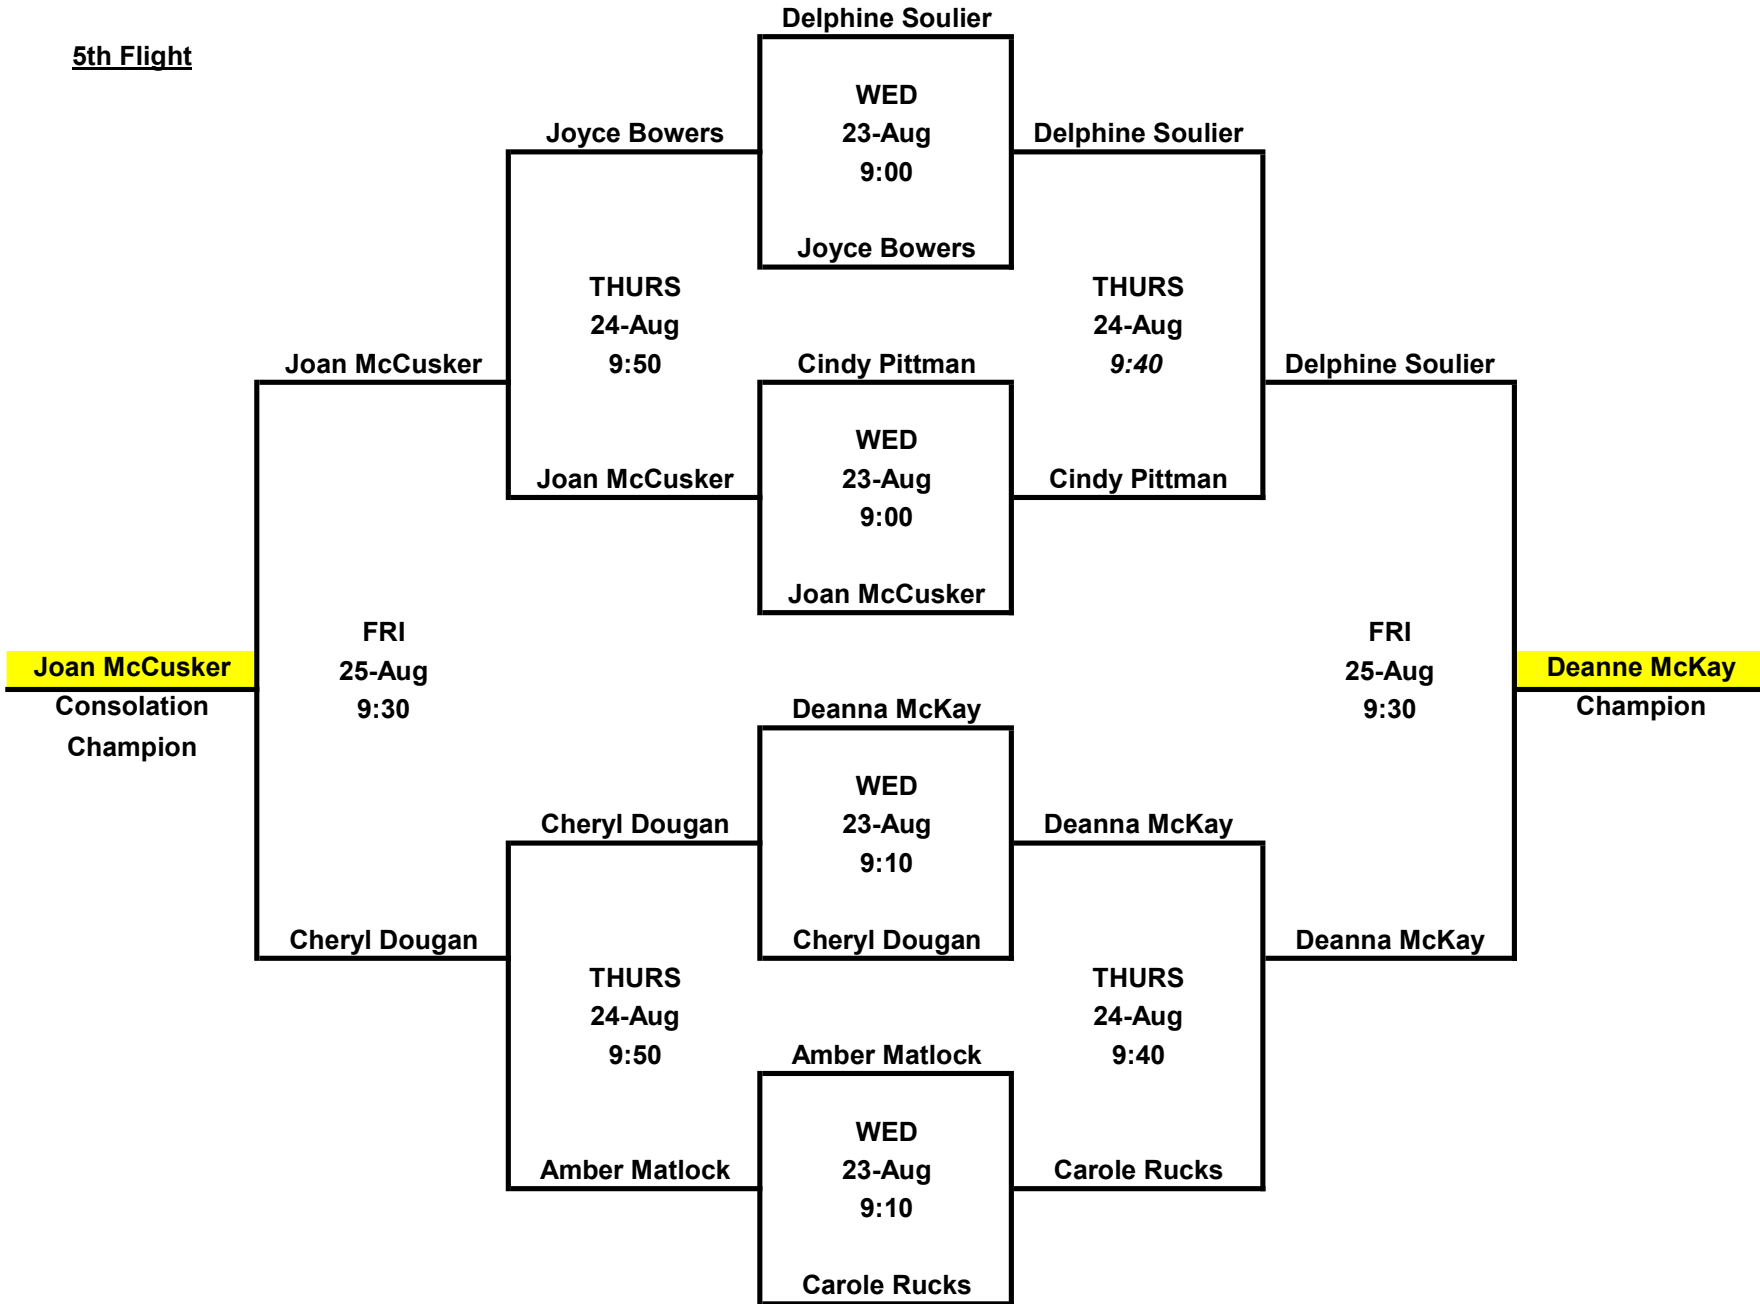 Delphine Soulier
5th Flight
WED
Joyce Bowers 23-Aug Delphine Soulier
9:00
Joyce Bowers
THURS THURS
24-Aug 24-Aug
Joan McCusker 9:50 Cindy Pittman 9:40 Delphine Soulier
WED
Joan McCusker 23-Aug Cindy Pittman
9:00
Joan McCusker
FRI FRI
Joan McCusker 25-Aug 25-Aug Deanne McKay
Consolation 9:30 Deanna McKay 9:30 Champion
Champion
WED
Cheryl Dougan 23-Aug Deanna McKay
9:10
Cheryl Dougan Cheryl Dougan Deanna McKay
THURS THURS
24-Aug 24-Aug
9:50 Amber Matlock 9:40
WED
Amber Matlock 23-Aug Carole Rucks
9:10
Carole Rucks